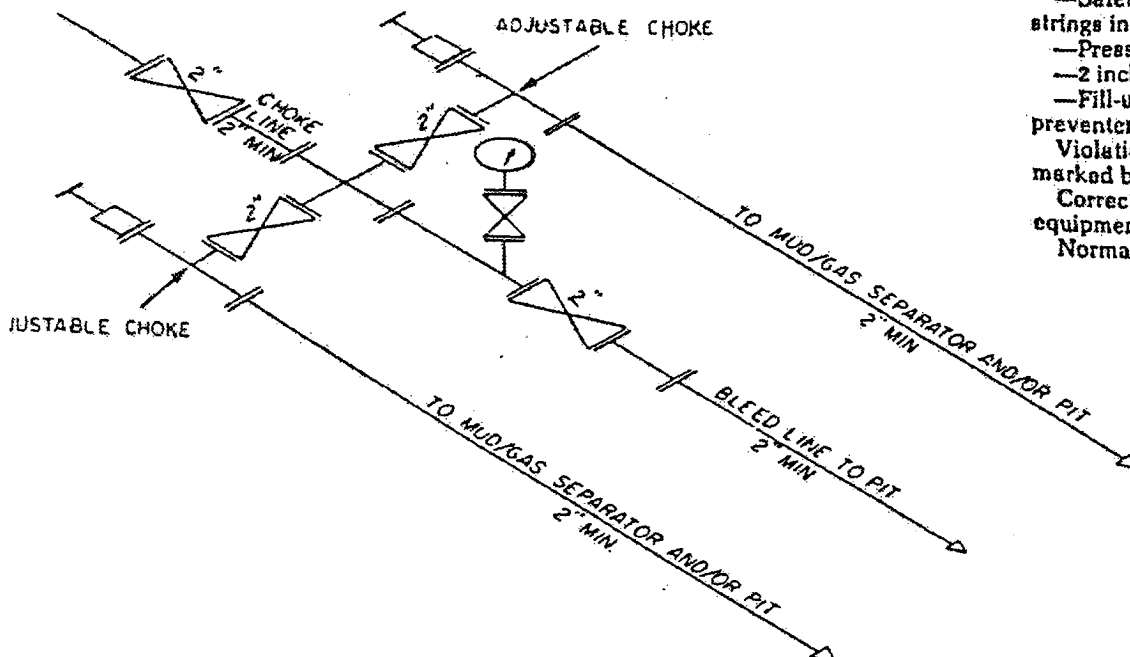 ADJUSTABLE CHOKE
2"
CHOKE
LINE
2" MIN
2"
2"
JUSTABLE CHOKE
2"
TO MUD/GAS SEPARATOR AND/OR PIT
2" MIN
BLEED LINE TO PIT
2" MIN.
TO MUD/GAS SEPARATOR AND/OR PIT
2" MIN.
strings in
—Press
—2 incl
—Fill-u
preventer
Violati
marked b
Correc
equipmen
Norma